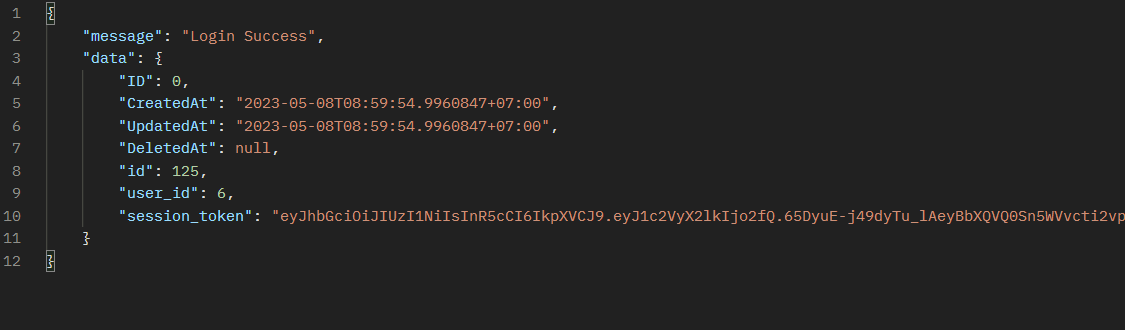 1 {
2 "message": "Login Success",
3 "data": {
4 "ID": 0,
5 "CreatedAt": "2023-05-08T08:59:54.9960847+07:00",
6 "UpdatedAt": "2023-05-08T08:59:54.9960847+07:00",
7 "DeletedAt": null,
8 "id": 125,
9 "user_id": 6,
10 "session_token": "eyJhbGciOiJIUzI1NiIsInR5cCI6IkpXVCJ9.eyJ1c2VyX2lkIjo2fQ.65DyuE-j49dyTu_lAeyBbXQVQ0Sn5WVvcti2vp
11 }
12 }